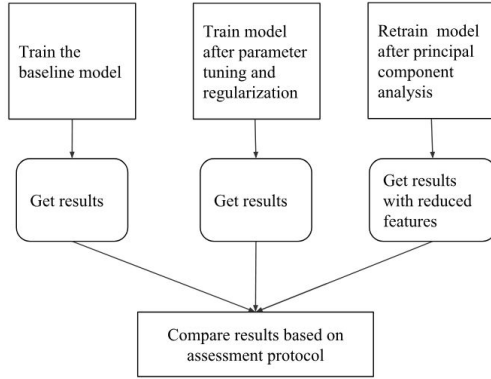 Train the
baseline model
Train model
after parameter
tuning and
regularization
Retrain model
after principal
component
analysis
Get results
Get results
Get results
with reduced
features
Compare results based on
assessment protocol